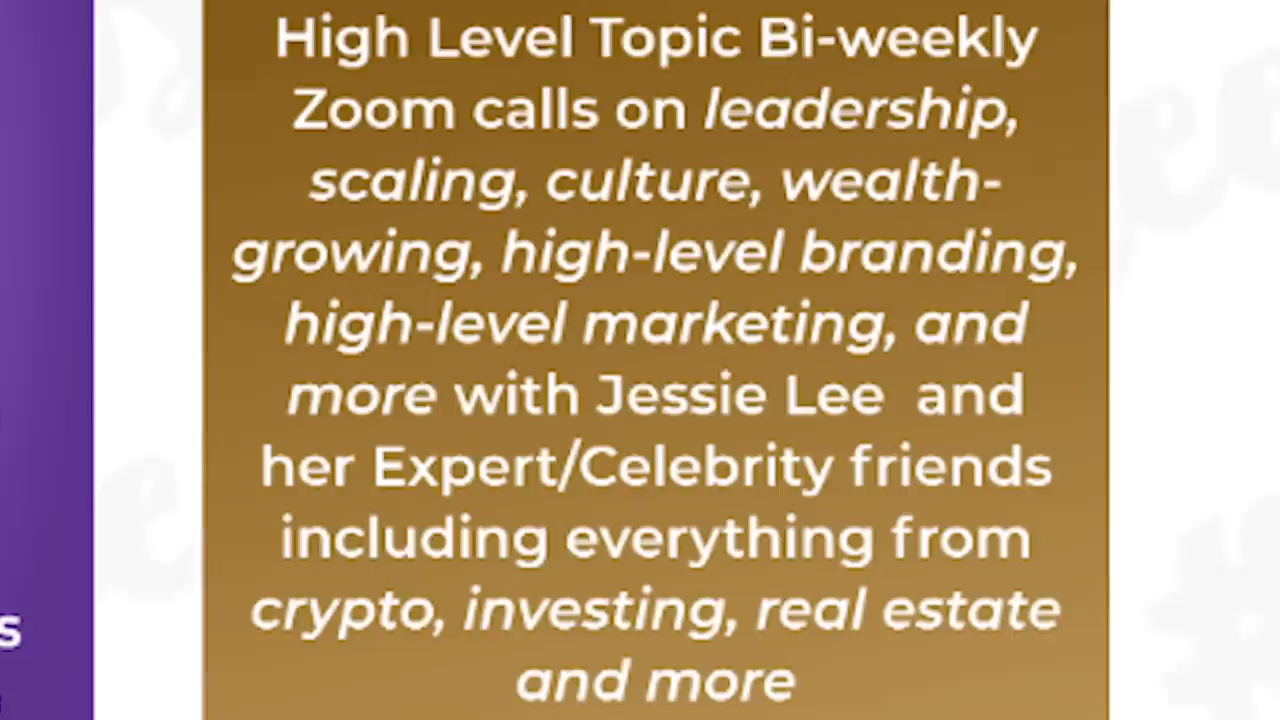 High Level Topic Bi-weekly
Zoom calls on leadership,
scaling, culture, wealth-
growing, high-level branding,
high-level marketing, and
more with Jessie Lee  and
her Expert/Celebrity friends
including everything from
crypto, investing, real estate
and more
s